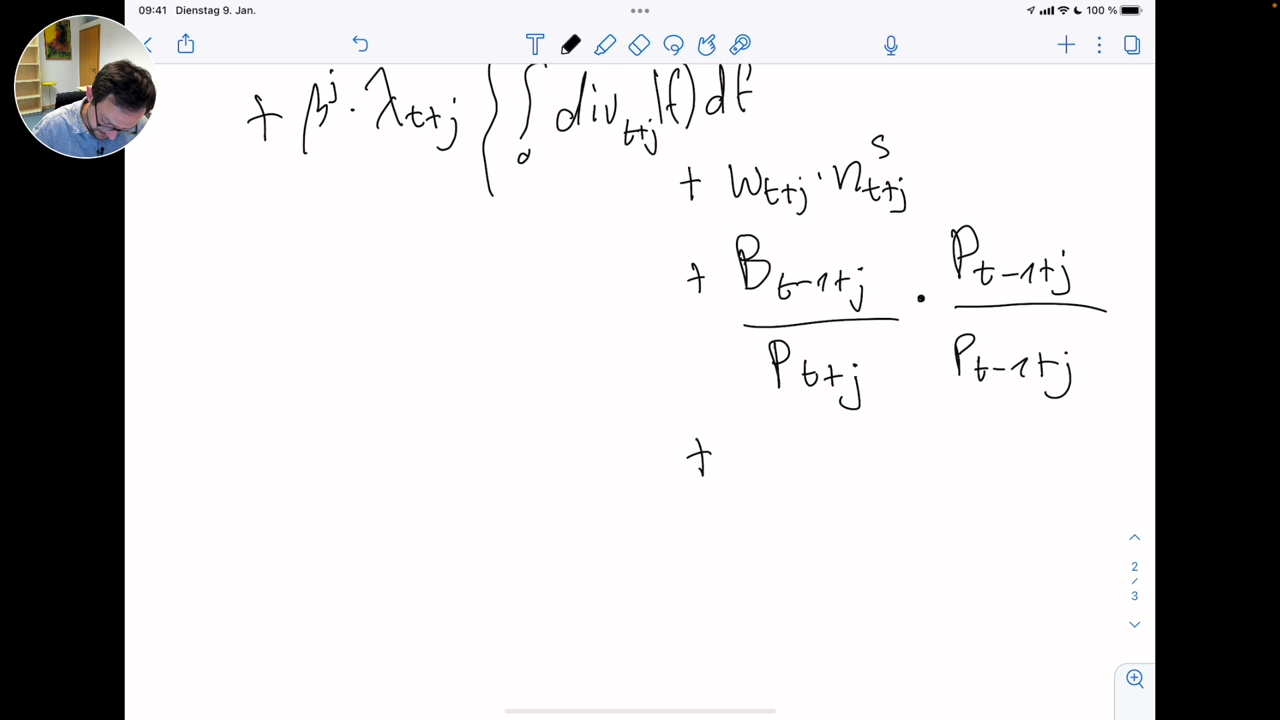 09:41 Dienstag 9. Jan. 100 %
+ β^j · λ_{t+j} { ∫_0 div_{t+j}(f) df
+ w_{t+j} · n^s_{t+j}
+ B_{t-1+j} / P_{t+j} · P_{t-1+j} / P_{t-1+j}
+
T
2
/
3